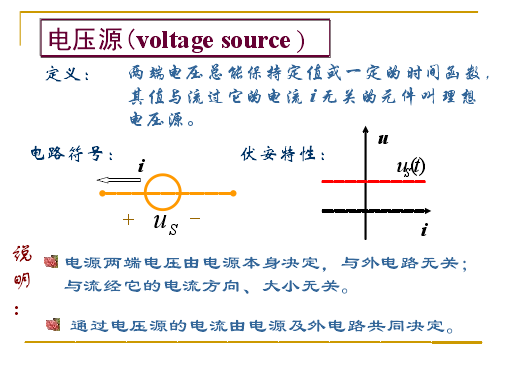 电压源(voltage source )
定义： 两端电压总能保持定值或一定的时间函数，
其值与流过它的电流 i 无关的元件叫理想
电压源。
电路符号：
i
+ uS −
伏安特性：
u
uS(t)
i
说明：
电源两端电压由电源本身决定，与外电路无关；
与流经它的电流方向、大小无关。
通过电压源的电流由电源及外电路共同决定。